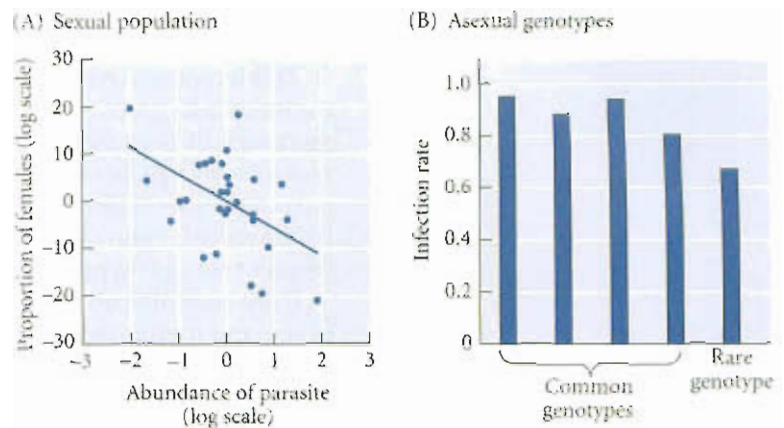 (A) Sexual population
Proportion of females (log scale)
30
20
10
0
−10
−20
−30
−3
−2
−1
0
1
2
3
Abundance of parasite
(log scale)
(B) Asexual genotypes
Infection rate
1.0
0.8
0.6
0.4
0.2
0
Common
genotypes
Rare
genotype